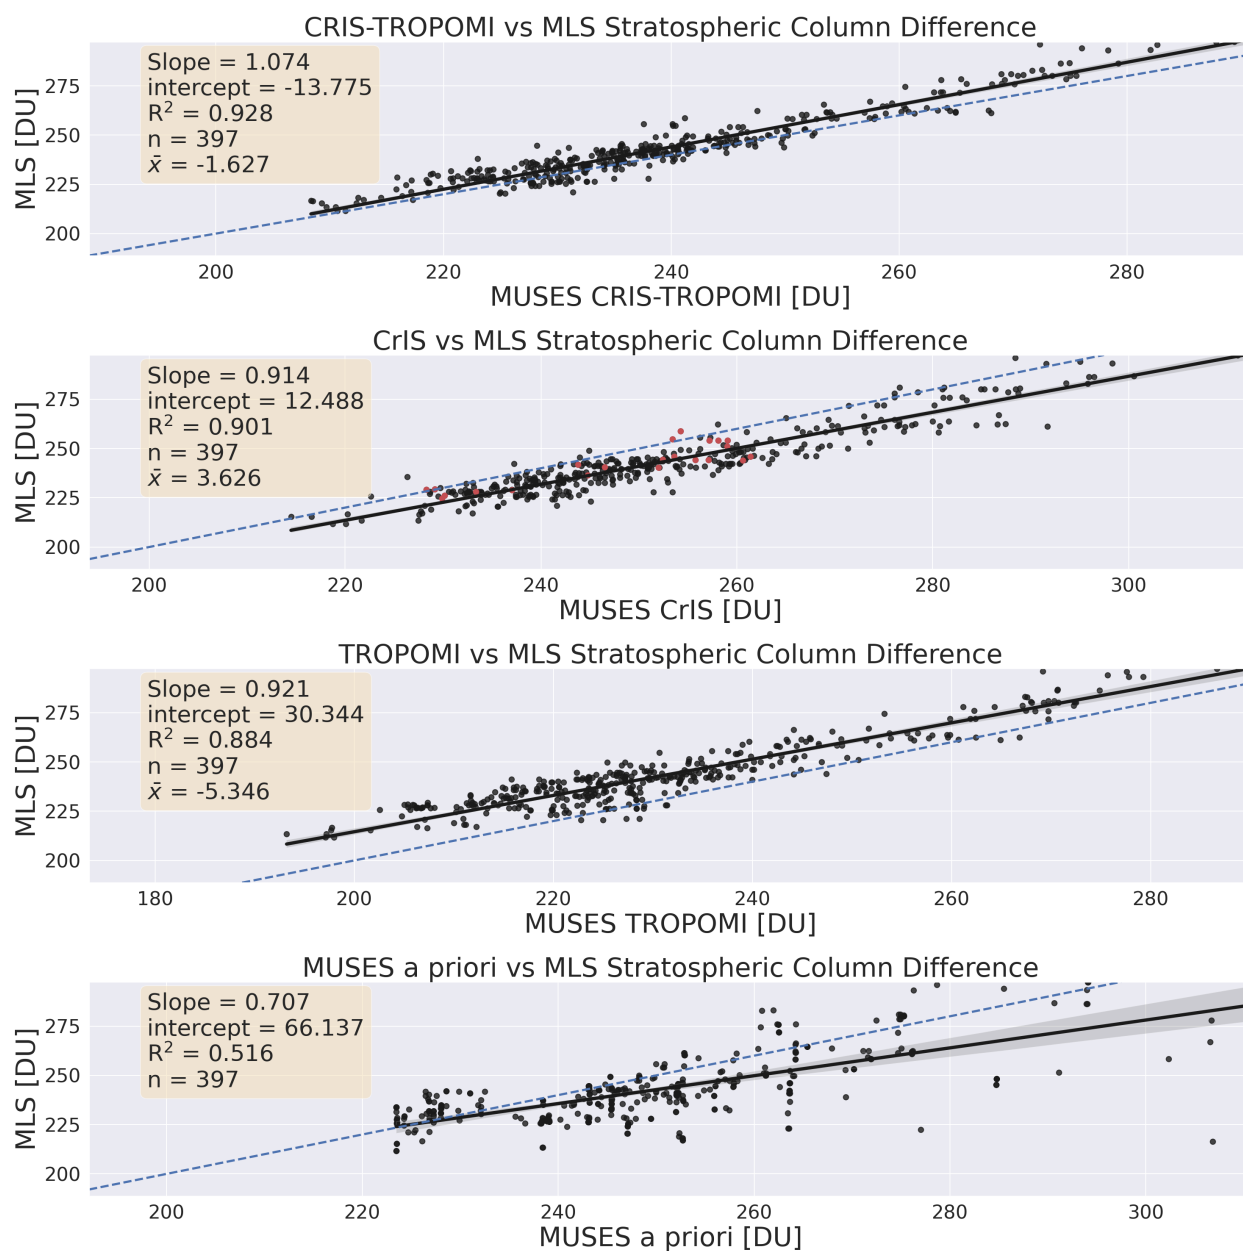 CRIS-TROPOMI vs MLS Stratospheric Column Difference
Slope = 1.074
intercept = -13.775
R² = 0.928
n = 397
x̄ = -1.627
MLS [DU]
275
250
225
200
200 220 240 260 280
MUSES CRIS-TROPOMI [DU]
CrIS vs MLS Stratospheric Column Difference
Slope = 0.914
intercept = 12.488
R² = 0.901
n = 397
x̄ = 3.626
MLS [DU]
275
250
225
200
200 220 240 260 280 300
MUSES CrIS [DU]
TROPOMI vs MLS Stratospheric Column Difference
Slope = 0.921
intercept = 30.344
R² = 0.884
n = 397
x̄ = -5.346
MLS [DU]
275
250
225
200
180 200 220 240 260 280
MUSES TROPOMI [DU]
MUSES a priori vs MLS Stratospheric Column Difference
Slope = 0.707
intercept = 66.137
R² = 0.516
n = 397
MLS [DU]
275
250
225
200
200 220 240 260 280 300
MUSES a priori [DU]